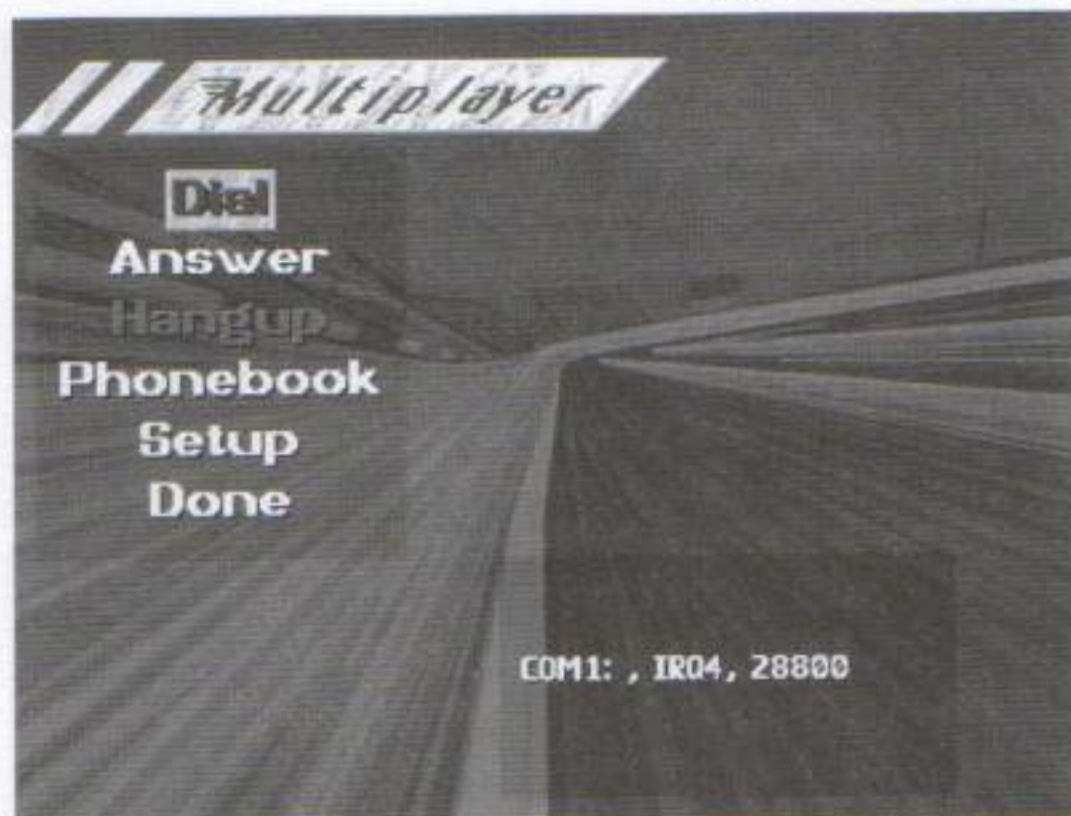 Multiplayer
Dial
Answer
Hangup
Phonebook
Setup
Done
COM1: , IRQ4, 28800